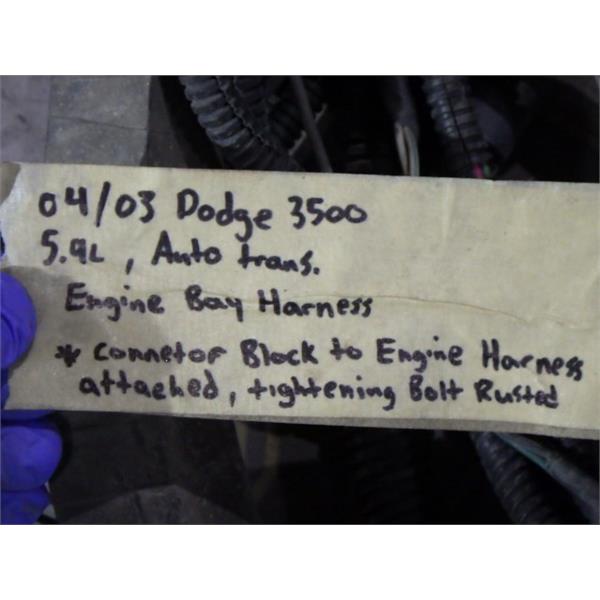 04/03 Dodge 3500
5.9L, Auto trans.
Engine Bay Harness
* connetor Block to Engine Harness
attached, tightening Bolt Rusted